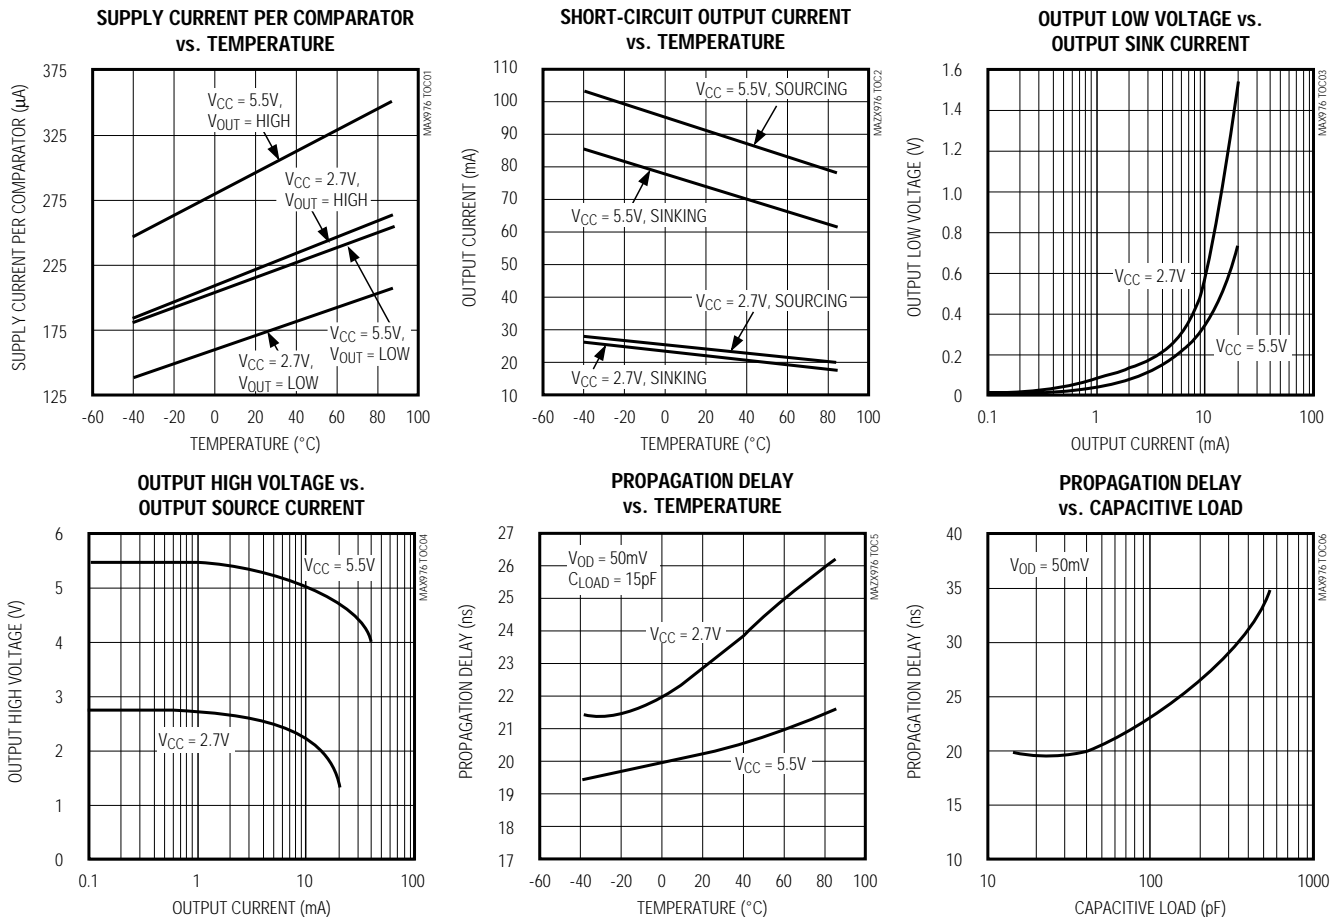 SUPPLY CURRENT PER COMPARATOR
vs. TEMPERATURE
SUPPLY CURRENT PER COMPARATOR (µA)
375
325
275
225
175
125
VCC = 5.5V,
VOUT = HIGH
VCC = 2.7V,
VOUT = HIGH
VCC = 5.5V,
VOUT = LOW
VCC = 2.7V,
VOUT = LOW
MAX976 TOC01
-60 -40 -20 0 20 40 60 80 100
TEMPERATURE (°C)
SHORT-CIRCUIT OUTPUT CURRENT
vs. TEMPERATURE
OUTPUT CURRENT (mA)
110
100
90
80
70
60
50
40
30
20
10
VCC = 5.5V, SOURCING
VCC = 5.5V, SINKING
VCC = 2.7V, SOURCING
VCC = 2.7V, SINKING
MAZX976 TOC2
-60 -40 -20 0 20 40 60 80 100
TEMPERATURE (°C)
OUTPUT LOW VOLTAGE vs.
OUTPUT SINK CURRENT
OUTPUT LOW VOLTAGE (V)
1.6
1.4
1.2
1.0
0.8
0.6
0.4
0.2
0
VCC = 2.7V
VCC = 5.5V
MAX976 TOC03
0.1 1 10 100
OUTPUT CURRENT (mA)
OUTPUT HIGH VOLTAGE vs.
OUTPUT SOURCE CURRENT
OUTPUT HIGH VOLTAGE (V)
6
5
4
3
2
1
0
VCC = 5.5V
VCC = 2.7V
MAX976 TOC04
0.1 1 10 100
OUTPUT CURRENT (mA)
PROPAGATION DELAY
vs. TEMPERATURE
PROPAGATION DELAY (ns)
27
26
25
24
23
22
21
20
19
18
17
VOD = 50mV
CLOAD = 15pF
VCC = 2.7V
VCC = 5.5V
MAZX976 TOC5
-60 -40 -20 0 20 40 60 80 100
TEMPERATURE (°C)
PROPAGATION DELAY
vs. CAPACITIVE LOAD
PROPAGATION DELAY (ns)
40
35
30
25
20
15
10
VOD = 50mV
MAX976 TOC06
10 100 1000
CAPACITIVE LOAD (pF)